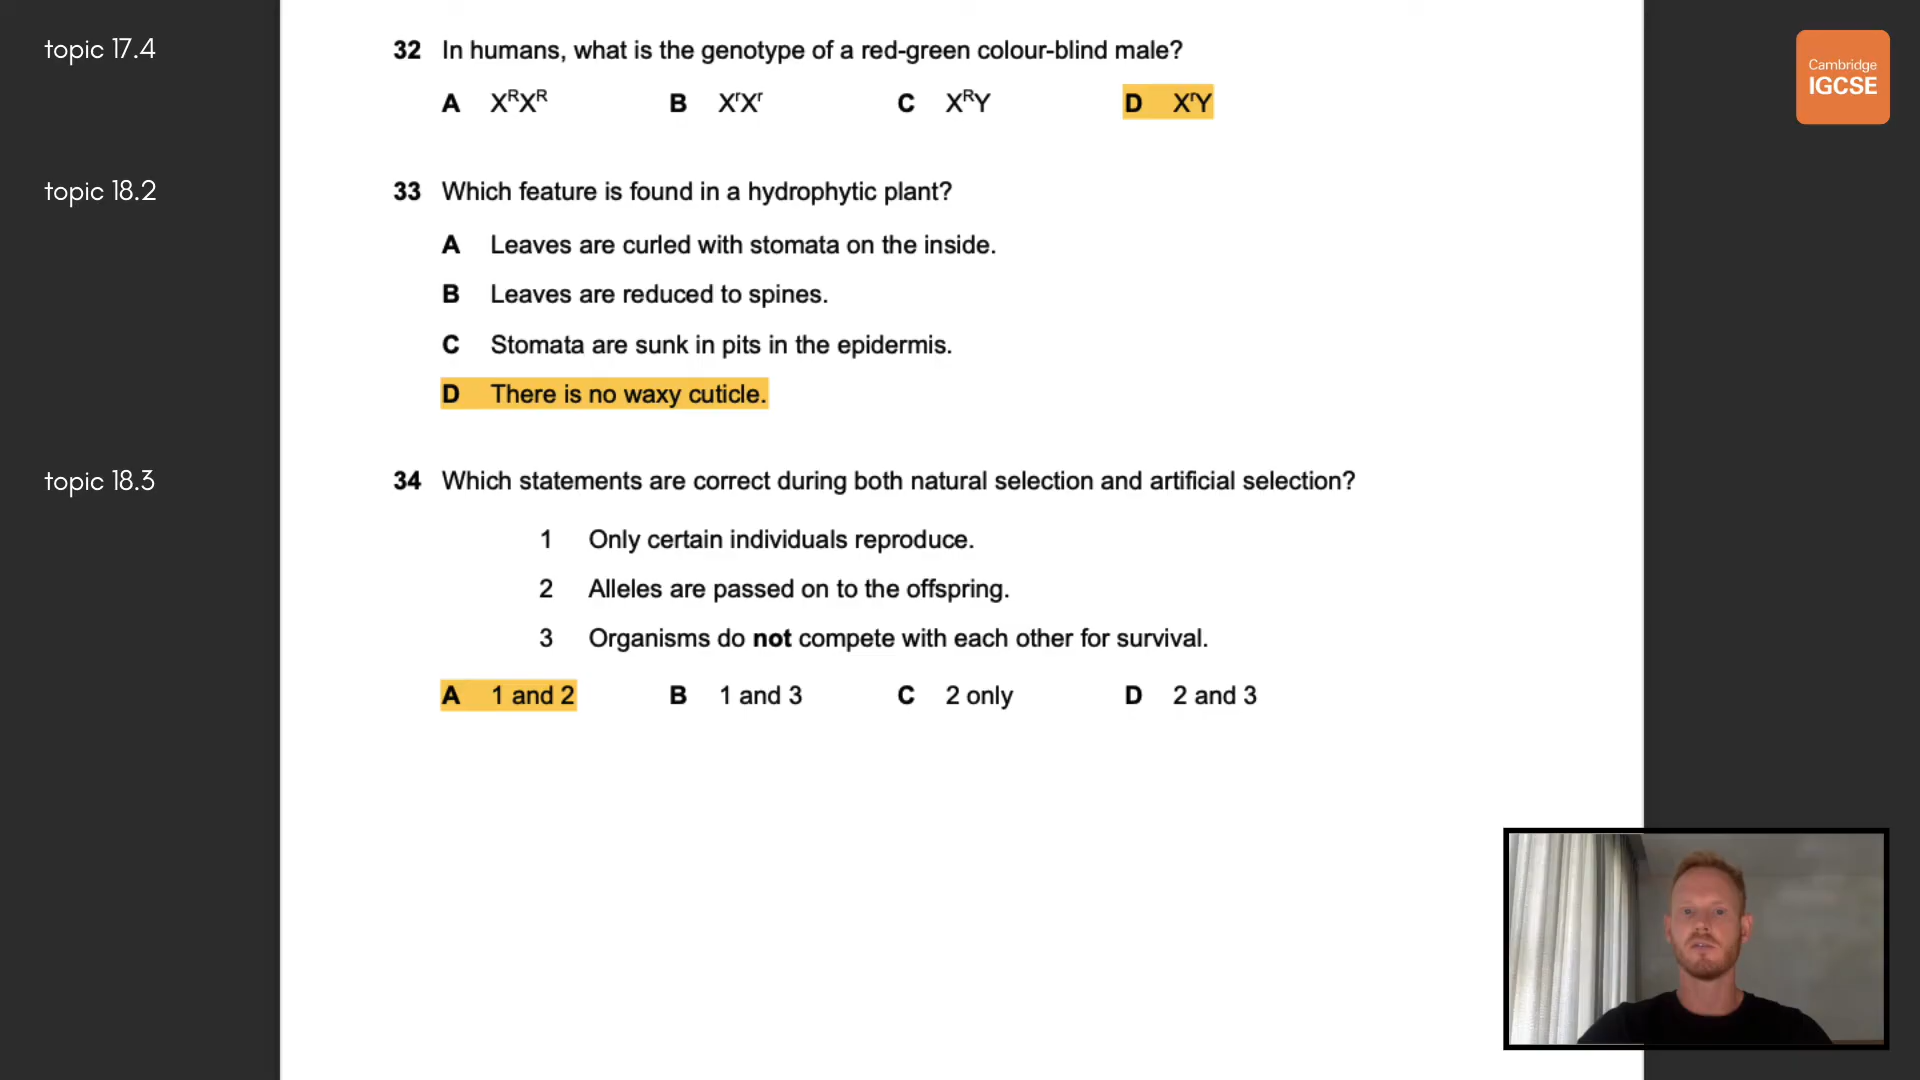 topic 17.4
32 In humans, what is the genotype of a red-green colour-blind male?
A XᴿXᴿ B XʳXʳ C XᴿY D XʳY
Cambridge
IGCSE
topic 18.2
33 Which feature is found in a hydrophytic plant?
A Leaves are curled with stomata on the inside.
B Leaves are reduced to spines.
C Stomata are sunk in pits in the epidermis.
D There is no waxy cuticle.
topic 18.3
34 Which statements are correct during both natural selection and artificial selection?
1 Only certain individuals reproduce.
2 Alleles are passed on to the offspring.
3 Organisms do not compete with each other for survival.
A 1 and 2 B 1 and 3 C 2 only D 2 and 3